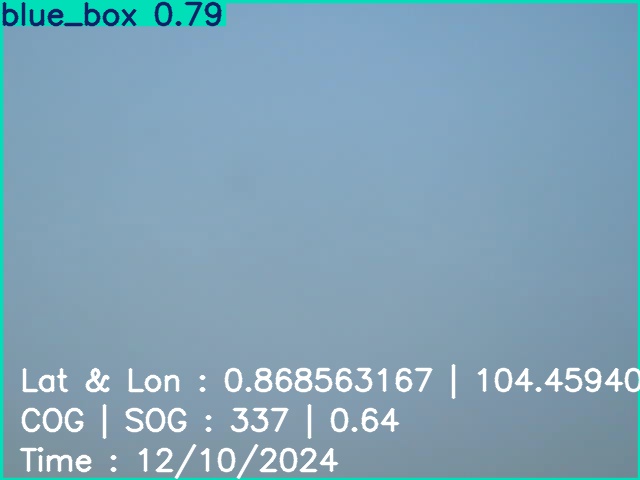 blue_box 0.79
Lat & Lon : 0.868563167 | 104.45940
COG | SOG : 337 | 0.64
Time : 12/10/2024